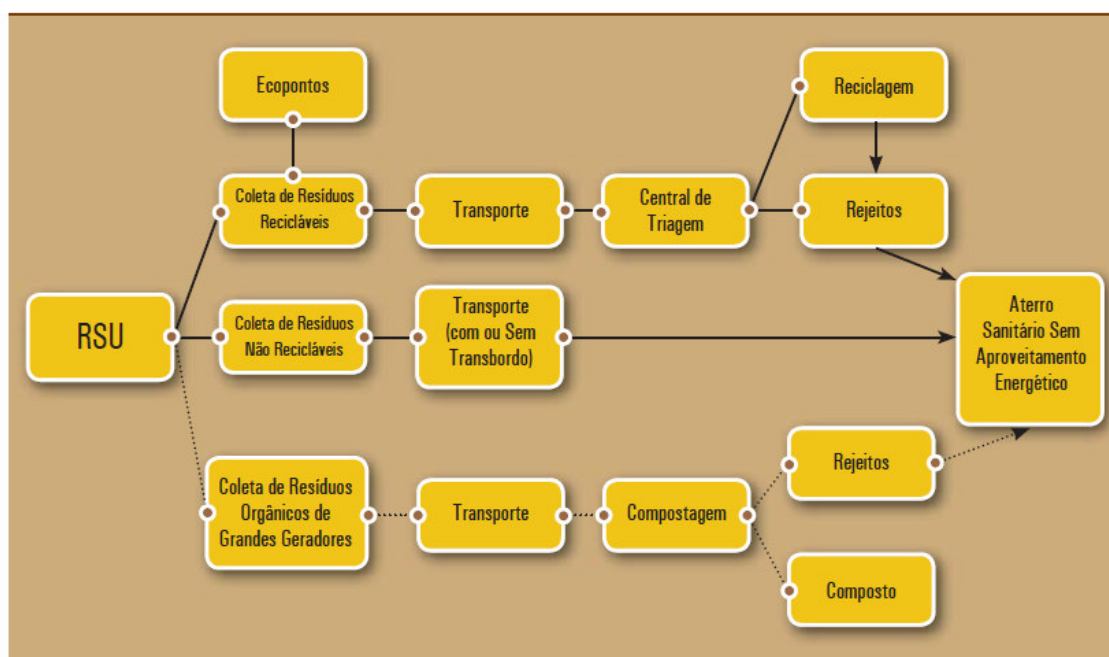 Ecopontos
Reciclagem
Coleta de Resíduos
Recicláveis
Transporte
Central de
Triagem
Rejeitos
RSU
Coleta de Resíduos
Não Recicláveis
Transporte
(com ou Sem
Transbordo)
Aterro
Sanitário Sem
Aproveitamento
Energético
Coleta de Resíduos
Orgânicos de
Grandes Geradores
Transporte
Compostagem
Rejeitos
Composto